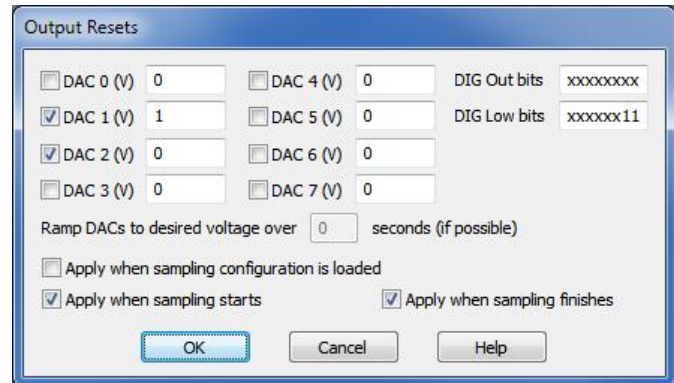 Output Resets
DAC 0 (V) 0 DAC 4 (V) 0 DIG Out bits xxxxxxxx
DAC 1 (V) 1 DAC 5 (V) 0 DIG Low bits xxxxxx11
DAC 2 (V) 0 DAC 6 (V) 0
DAC 3 (V) 0 DAC 7 (V) 0
Ramp DACs to desired voltage over 0 seconds (if possible)
Apply when sampling configuration is loaded
Apply when sampling starts Apply when sampling finishes
OK Cancel Help